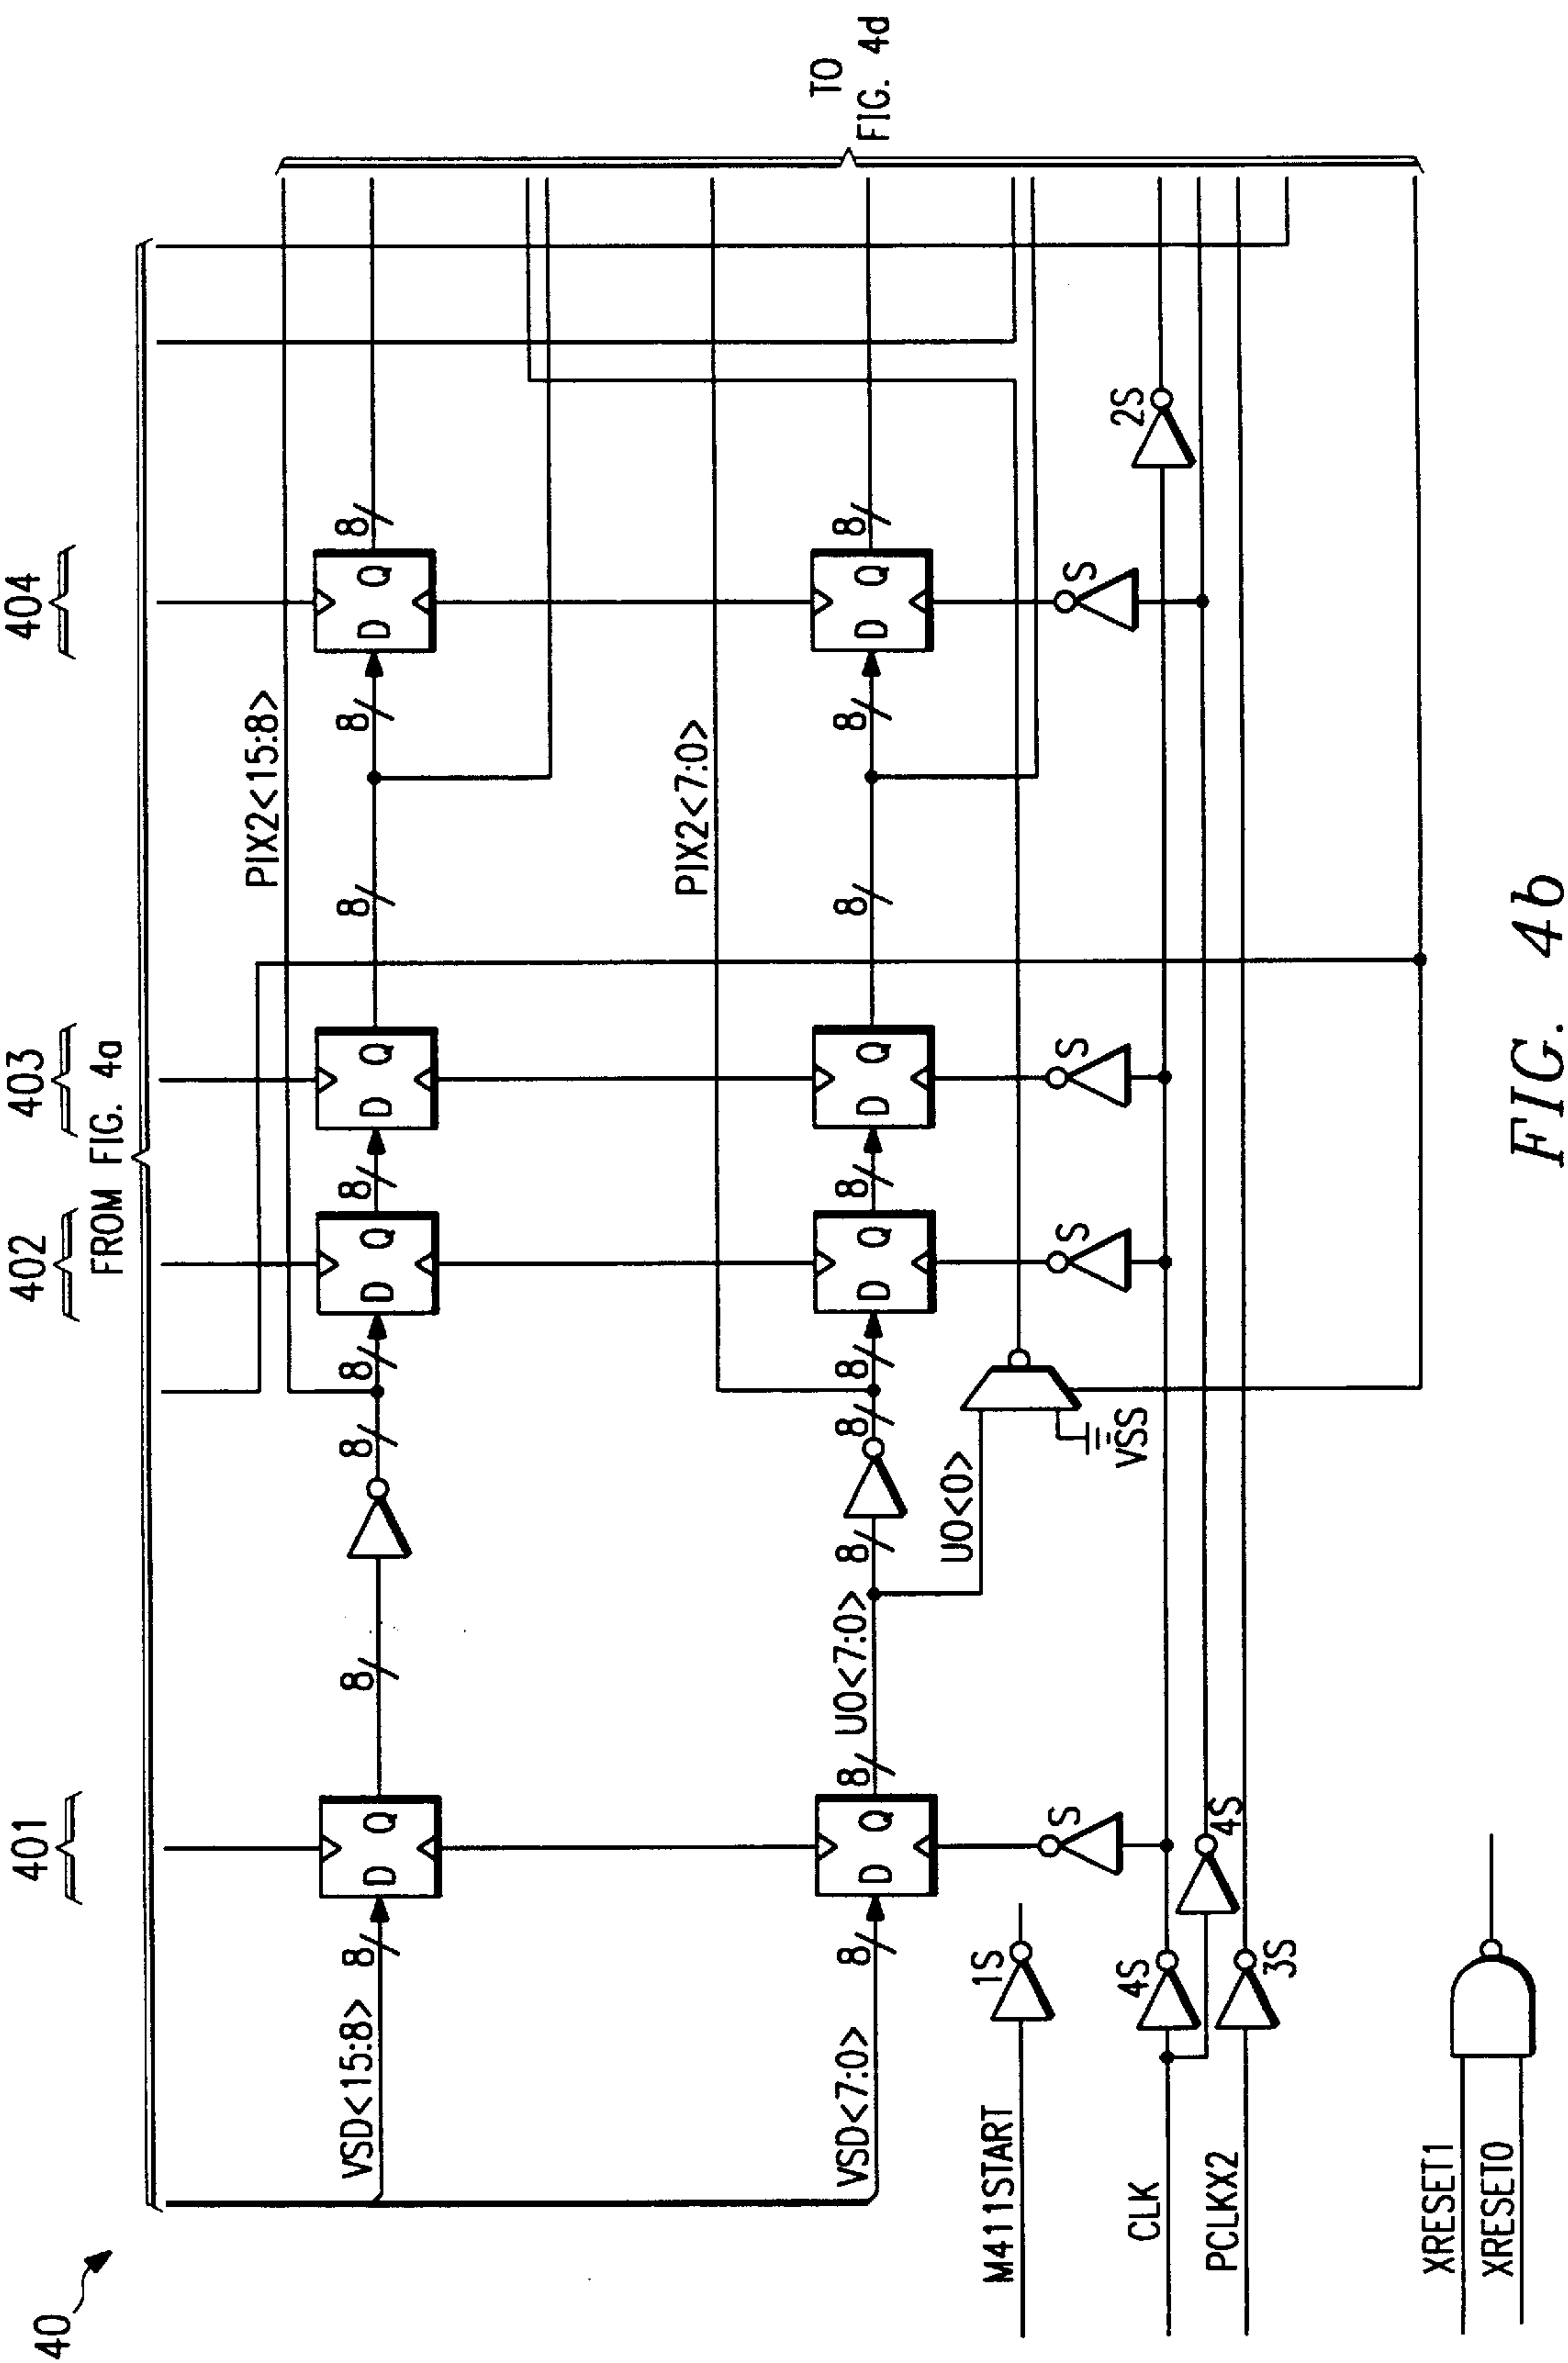 40
401
402
403
404
FROM FIG. 4a
PIX2<15:8>
VSD<15:8>
8
8
8
8
8
8
8
8
D Q
D Q
D Q
D Q
PIX2<7:0>
VSD<7:0>
8
8
U0<7:0>
8
8
8
8
8
8
8
D Q
D Q
D Q
D Q
U0<0>
VSS
TO
FIG. 4d
M411START
1S
S
S
S
S
CLK
4S
2S
4S
PCLKX2
3S
XRESET1
XRESET0
FIG. 4b